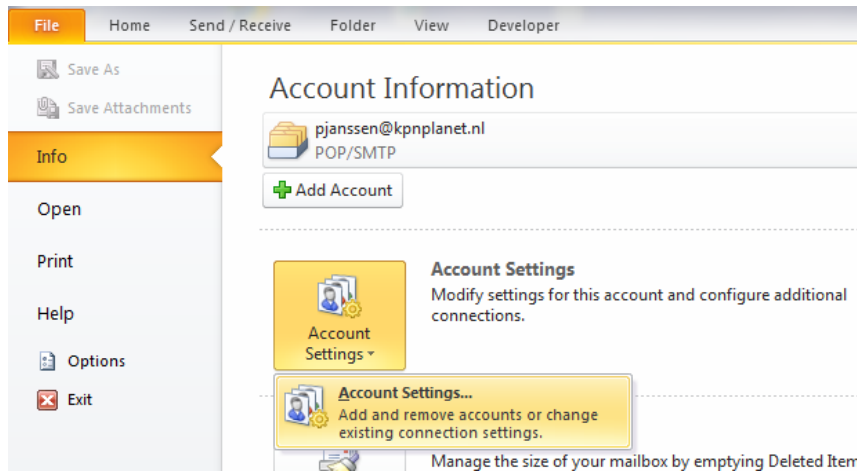 File Home Send / Receive Folder View Developer
Save As
Save Attachments
Info
Open
Print
Help
Options
Exit
Account Information
pjanssen@kpnplanet.nl
POP/SMTP
Add Account
Account
Settings
Account Settings
Modify settings for this account and configure additional
connections.
Account Settings...
Add and remove accounts or change
existing connection settings.
Manage the size of your mailbox by emptying Deleted Item